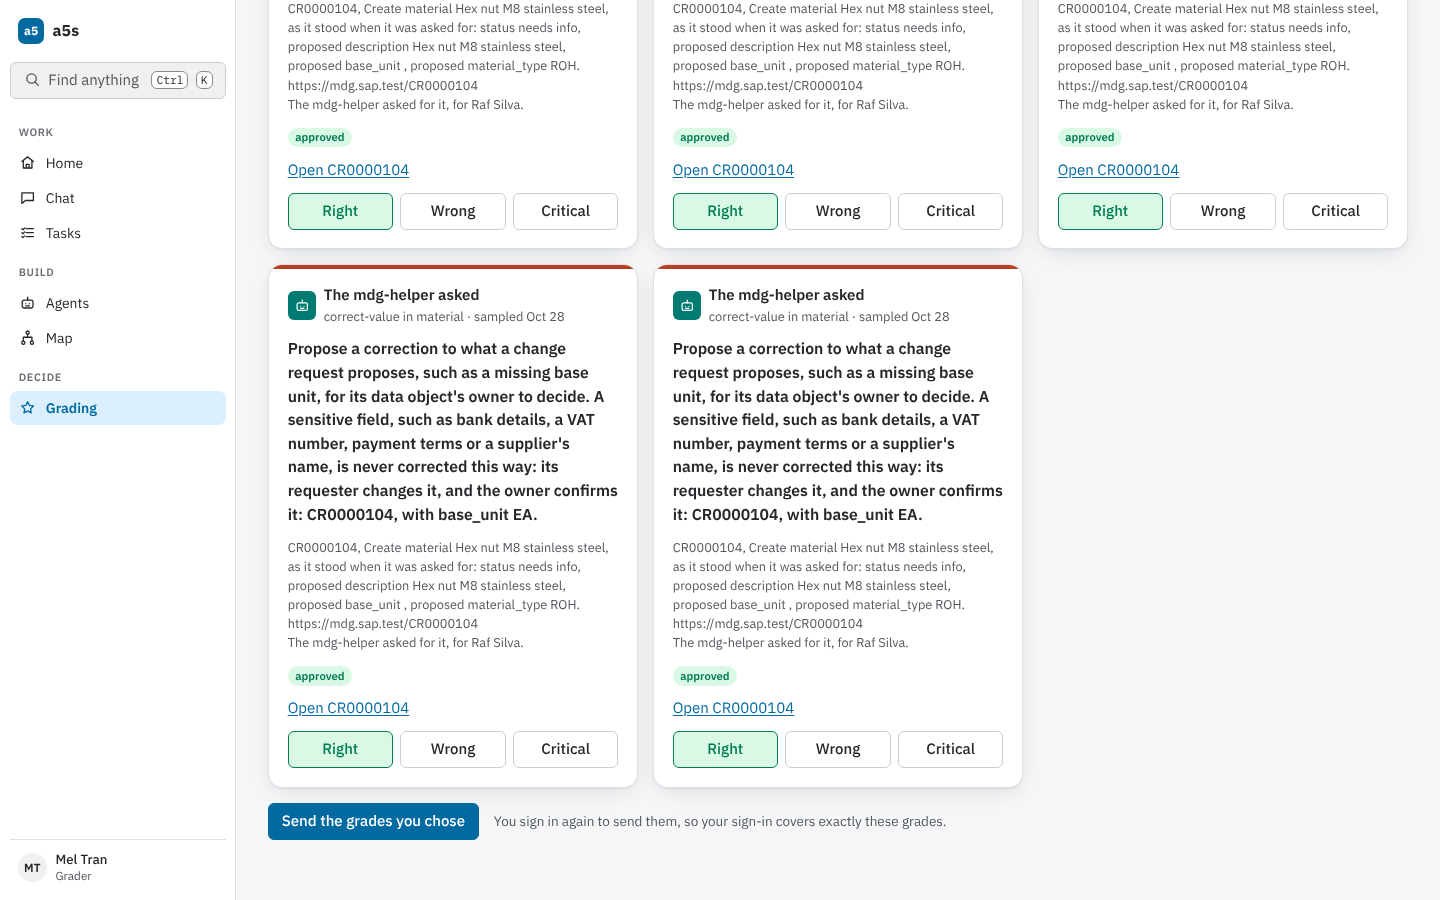 a5 a5s
Find anything Ctrl K
WORK
Home
Chat
Tasks
BUILD
Agents
Map
DECIDE
Grading
MT
Mel Tran
Grader
CR0000104, Create material Hex nut M8 stainless steel,
as it stood when it was asked for: status needs info,
proposed description Hex nut M8 stainless steel,
proposed base_unit , proposed material_type ROH.
https://mdg.sap.test/CR0000104
The mdg-helper asked for it, for Raf Silva.
approved
Open CR0000104
Right Wrong Critical
CR0000104, Create material Hex nut M8 stainless steel,
as it stood when it was asked for: status needs info,
proposed description Hex nut M8 stainless steel,
proposed base_unit , proposed material_type ROH.
https://mdg.sap.test/CR0000104
The mdg-helper asked for it, for Raf Silva.
approved
Open CR0000104
Right Wrong Critical
CR0000104, Create material Hex nut M8 stainless steel,
as it stood when it was asked for: status needs info,
proposed description Hex nut M8 stainless steel,
proposed base_unit , proposed material_type ROH.
https://mdg.sap.test/CR0000104
The mdg-helper asked for it, for Raf Silva.
approved
Open CR0000104
Right Wrong Critical
The mdg-helper asked
correct-value in material · sampled Oct 28
Propose a correction to what a change
request proposes, such as a missing base
unit, for its data object's owner to decide. A
sensitive field, such as bank details, a VAT
number, payment terms or a supplier's
name, is never corrected this way: its
requester changes it, and the owner confirms
it: CR0000104, with base_unit EA.
CR0000104, Create material Hex nut M8 stainless steel,
as it stood when it was asked for: status needs info,
proposed description Hex nut M8 stainless steel,
proposed base_unit , proposed material_type ROH.
https://mdg.sap.test/CR0000104
The mdg-helper asked for it, for Raf Silva.
approved
Open CR0000104
Right Wrong Critical
The mdg-helper asked
correct-value in material · sampled Oct 28
Propose a correction to what a change
request proposes, such as a missing base
unit, for its data object's owner to decide. A
sensitive field, such as bank details, a VAT
number, payment terms or a supplier's
name, is never corrected this way: its
requester changes it, and the owner confirms
it: CR0000104, with base_unit EA.
CR0000104, Create material Hex nut M8 stainless steel,
as it stood when it was asked for: status needs info,
proposed description Hex nut M8 stainless steel,
proposed base_unit , proposed material_type ROH.
https://mdg.sap.test/CR0000104
The mdg-helper asked for it, for Raf Silva.
approved
Open CR0000104
Right Wrong Critical
Send the grades you chose
You sign in again to send them, so your sign-in covers exactly these grades.